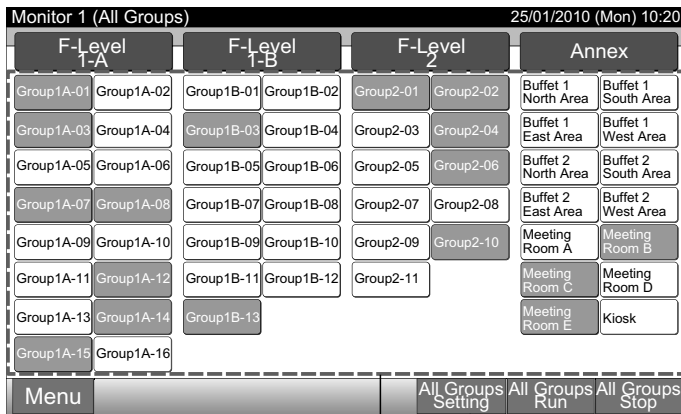 Monitor 1 (All Groups) 25/01/2010 (Mon) 10:20
F-Level
1-A
F-Level
1-B
F-Level
2
Annex
Group1A-01 Group1A-02 Group1B-01 Group1B-02 Group2-01 Group2-02
Buffet 1
North Area
Buffet 1
South Area
Group1A-03 Group1A-04 Group1B-03 Group1B-04 Group2-03 Group2-04
Buffet 1
East Area
Buffet 1
West Area
Group1A-05 Group1A-06 Group1B-05 Group1B-06 Group2-05 Group2-06
Buffet 2
North Area
Buffet 2
South Area
Group1A-07 Group1A-08 Group1B-07 Group1B-08 Group2-07 Group2-08
Buffet 2
East Area
Buffet 2
West Area
Group1A-09 Group1A-10 Group1B-09 Group1B-10 Group2-09 Group2-10
Meeting
Room A
Meeting
Room B
Group1A-11 Group1A-12 Group1B-11 Group1B-12 Group2-11
Meeting
Room C
Meeting
Room D
Group1A-13 Group1A-14 Group1B-13
Meeting
Room E
Kiosk
Group1A-15 Group1A-16
Menu
All Groups
Setting
All Groups
Run
All Groups
Stop